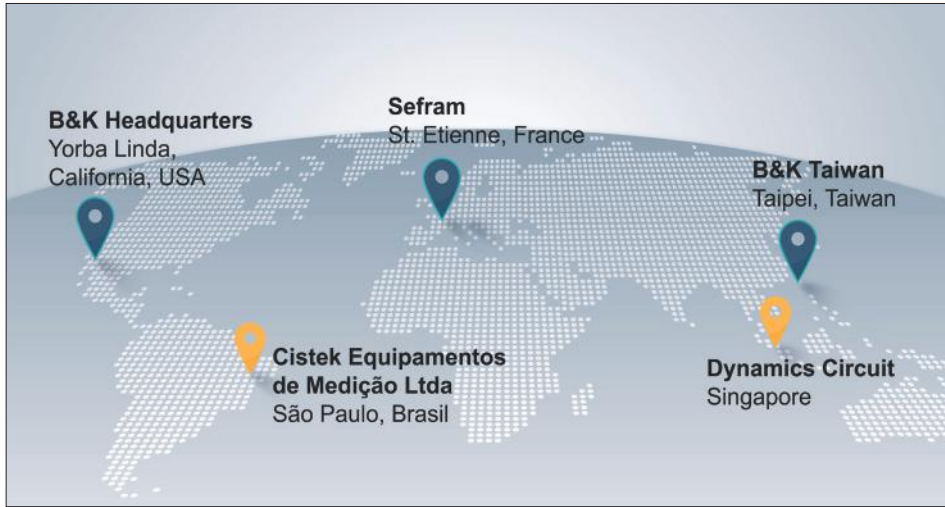 B&K Headquarters
Yorba Linda,
California, USA
Sefram
St. Etienne, France
B&K Taiwan
Taipei, Taiwan
Cistek Equipamentos
de Medição Ltda
São Paulo, Brasil
Dynamics Circuit
Singapore